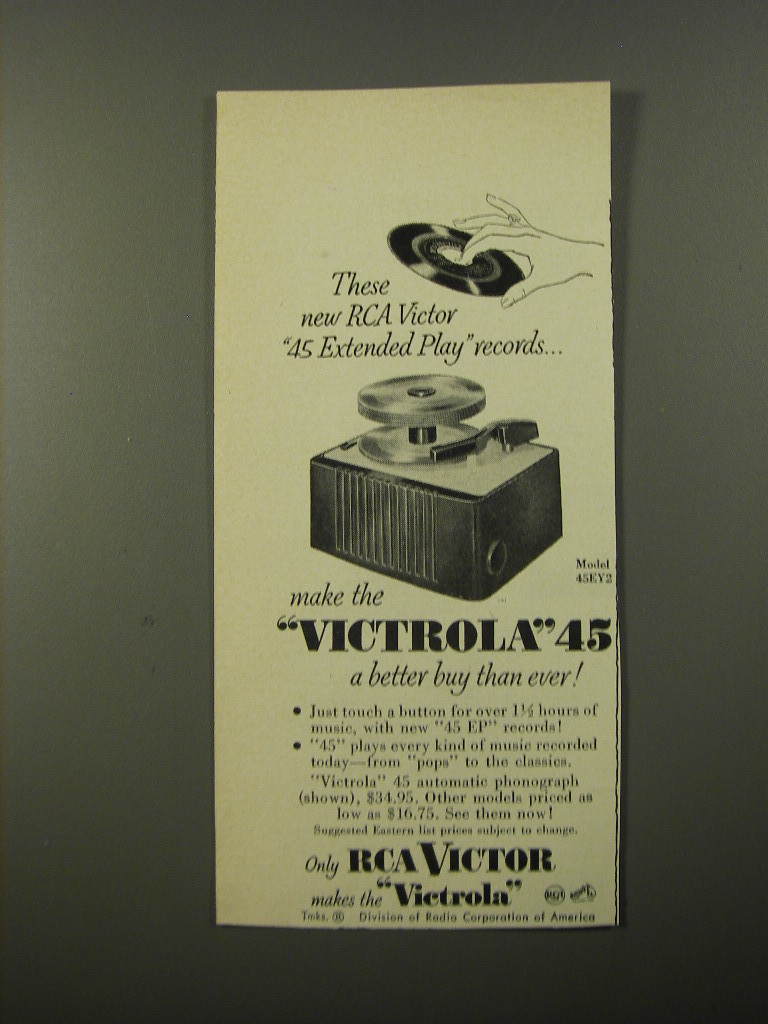 These
new RCA Victor
"45 Extended Play" records...
Model
45EY2
make the
"VICTROLA" 45
a better buy than ever!
• Just touch a button for over 1½ hours of
music, with new "45 EP" records!
• "45" plays every kind of music recorded
today—from "pops" to the classics.
"Victrola" 45 automatic phonograph
(shown), $34.95. Other models priced as
low as $16.75. See them now!
Suggested Eastern list prices subject to change.
Only RCA VICTOR
makes the "Victrola"
RCA
Tmks. ® Division of Radio Corporation of America